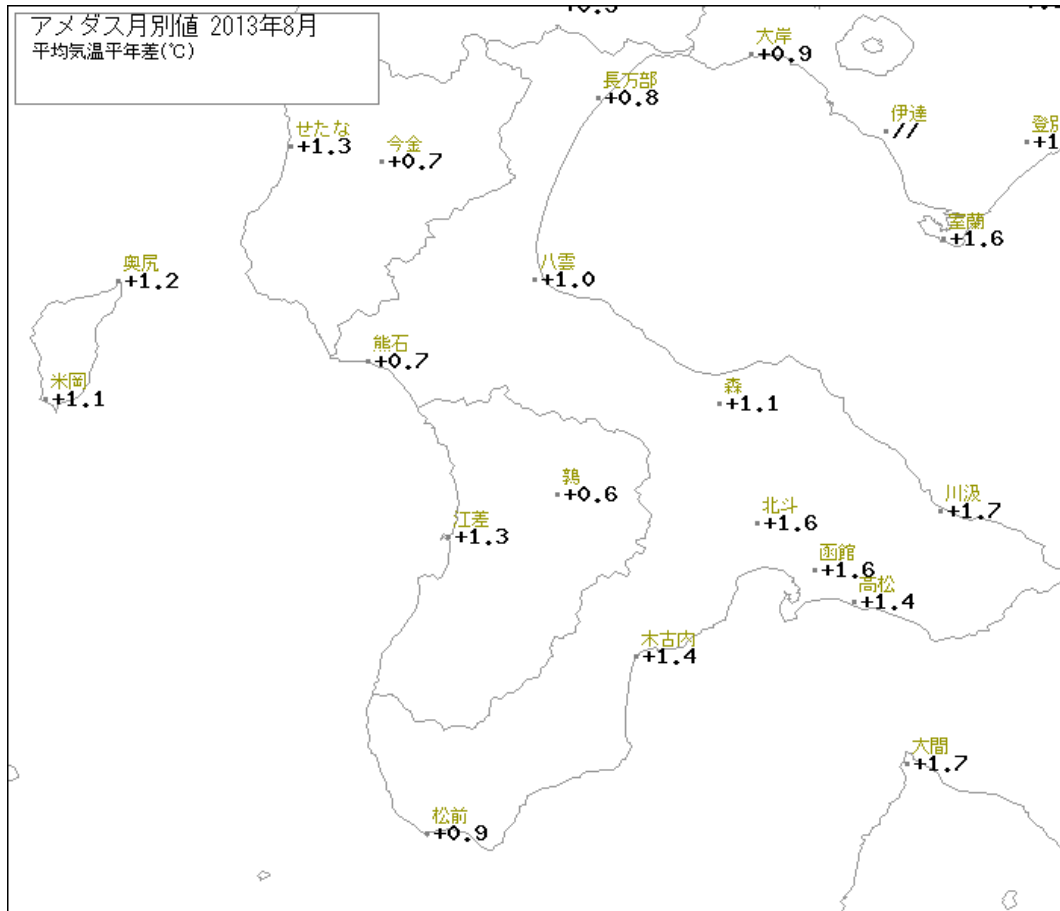 アメダス月別値 2013年8月
平均気温平年差(℃)
大岸
+0.9
長万部
+0.8
伊達
//
登別
+1
せたな
+1.3
今金
+0.7
室蘭
+1.6
奥尻
+1.2
八雲
+1.0
熊石
+0.7
米岡
+1.1
森
+1.1
鶉
+0.6
川汲
+1.7
江差
+1.3
北斗
+1.6
函館
+1.6
高松
+1.4
木古内
+1.4
大間
+1.7
松前
+0.9